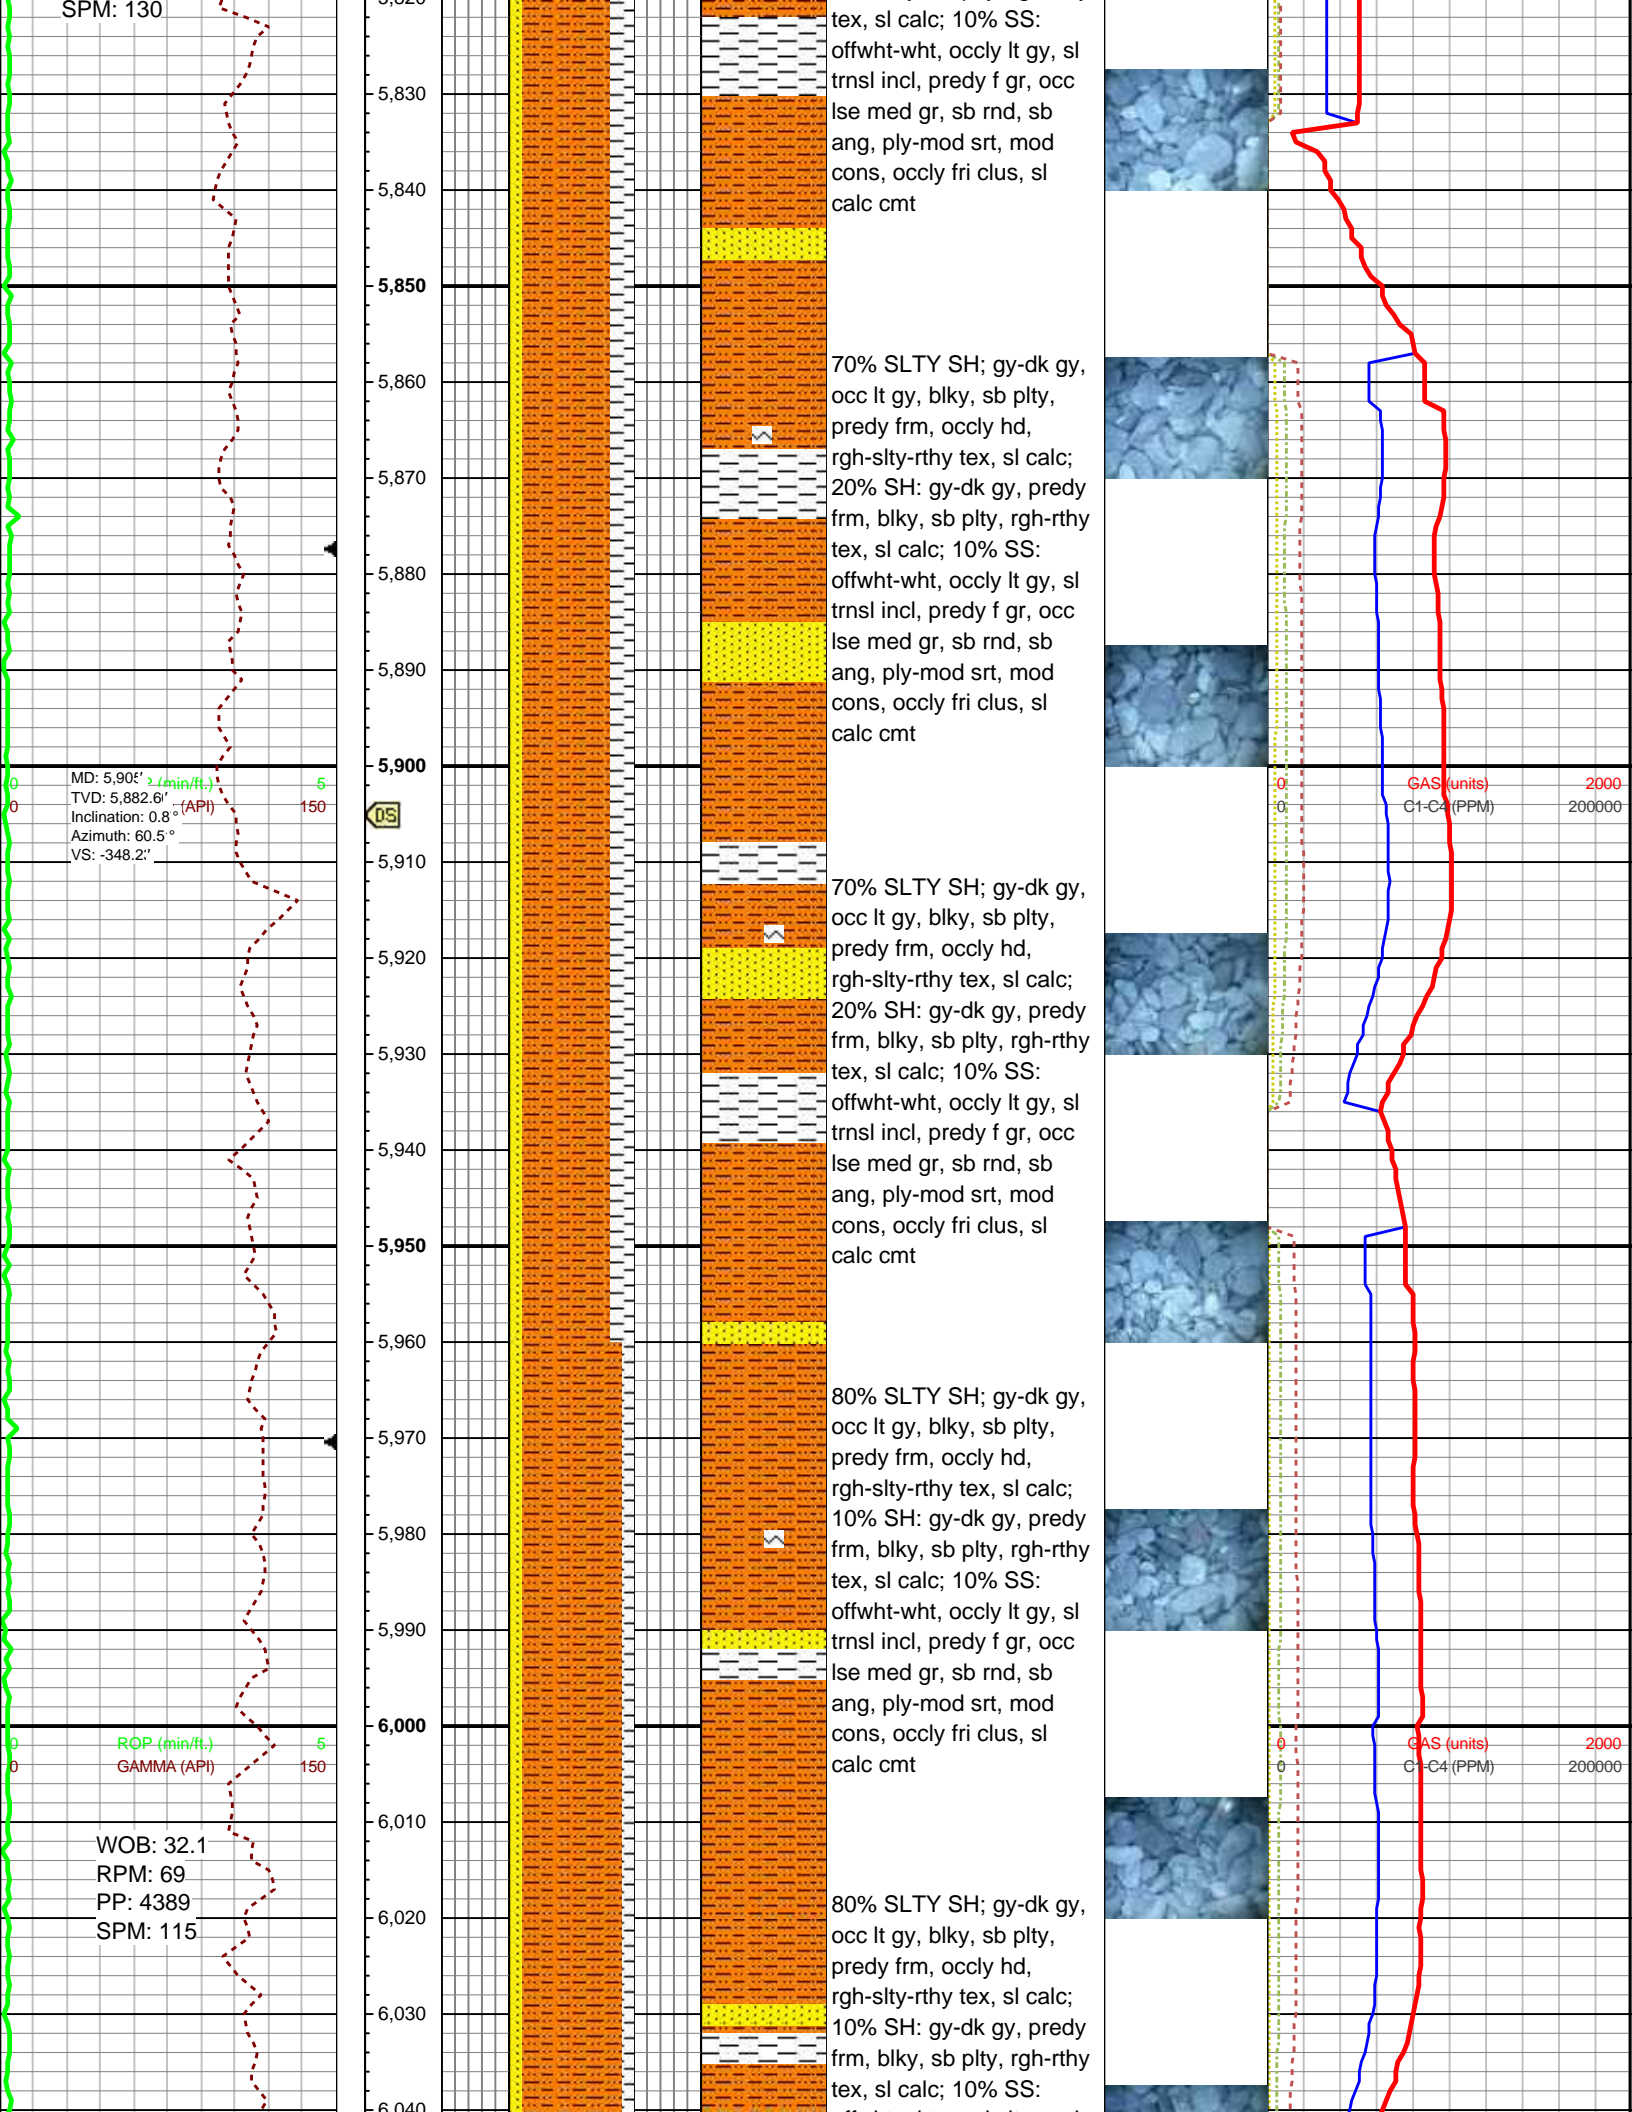 SPM: 130
5,830
5,840
5,850
5,860
5,870
5,880
5,890
5,900
5,910
5,920
5,930
5,940
5,950
5,960
5,970
5,980
5,990
6,000
6,010
6,020
6,030
6,040
tex, sl calc; 10% SS:
offwht-wht, occly lt gy, sl
trnsl incl, predy f gr, occ
lse med gr, sb rnd, sb
ang, ply-mod srt, mod
cons, occly fri clus, sl
calc cmt
70% SLTY SH; gy-dk gy,
occ lt gy, blky, sb plty,
predy frm, occly hd,
rgh-slty-rthy tex, sl calc;
20% SH: gy-dk gy, predy
frm, blky, sb plty, rgh-rthy
tex, sl calc; 10% SS:
offwht-wht, occly lt gy, sl
trnsl incl, predy f gr, occ
lse med gr, sb rnd, sb
ang, ply-mod srt, mod
cons, occly fri clus, sl
calc cmt
MD: 5,905'
(min/ft.)
5
0
TVD: 5,882.6'
(API)
150
0
Inclination: 0.8°
Azimuth: 60.5°
VS: -348.2'
DS
0
GAS (units)
2000
0
C1-C4 (PPM)
200000
70% SLTY SH; gy-dk gy,
occ lt gy, blky, sb plty,
predy frm, occly hd,
rgh-slty-rthy tex, sl calc;
20% SH: gy-dk gy, predy
frm, blky, sb plty, rgh-rthy
tex, sl calc; 10% SS:
offwht-wht, occly lt gy, sl
trnsl incl, predy f gr, occ
lse med gr, sb rnd, sb
ang, ply-mod srt, mod
cons, occly fri clus, sl
calc cmt
80% SLTY SH; gy-dk gy,
occ lt gy, blky, sb plty,
predy frm, occly hd,
rgh-slty-rthy tex, sl calc;
10% SH: gy-dk gy, predy
frm, blky, sb plty, rgh-rthy
tex, sl calc; 10% SS:
offwht-wht, occly lt gy, sl
trnsl incl, predy f gr, occ
lse med gr, sb rnd, sb
ang, ply-mod srt, mod
cons, occly fri clus, sl
calc cmt
0
ROP (min/ft.)
5
0
GAMMA (API)
150
0
GAS (units)
2000
0
C1-C4 (PPM)
200000
WOB: 32.1
RPM: 69
PP: 4389
SPM: 115
80% SLTY SH; gy-dk gy,
occ lt gy, blky, sb plty,
predy frm, occly hd,
rgh-slty-rthy tex, sl calc;
10% SH: gy-dk gy, predy
frm, blky, sb plty, rgh-rthy
tex, sl calc; 10% SS: